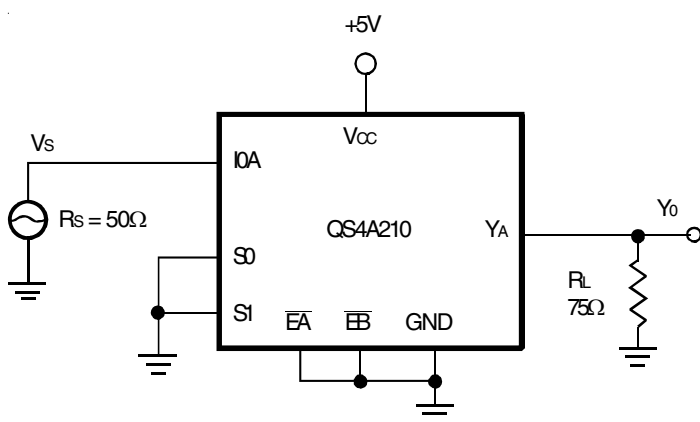 +5V
VCC
VS
I0A
RS = 50Ω
QS4A210
YA
Y0
S0
S1
RL
75Ω
EA
EB
GND